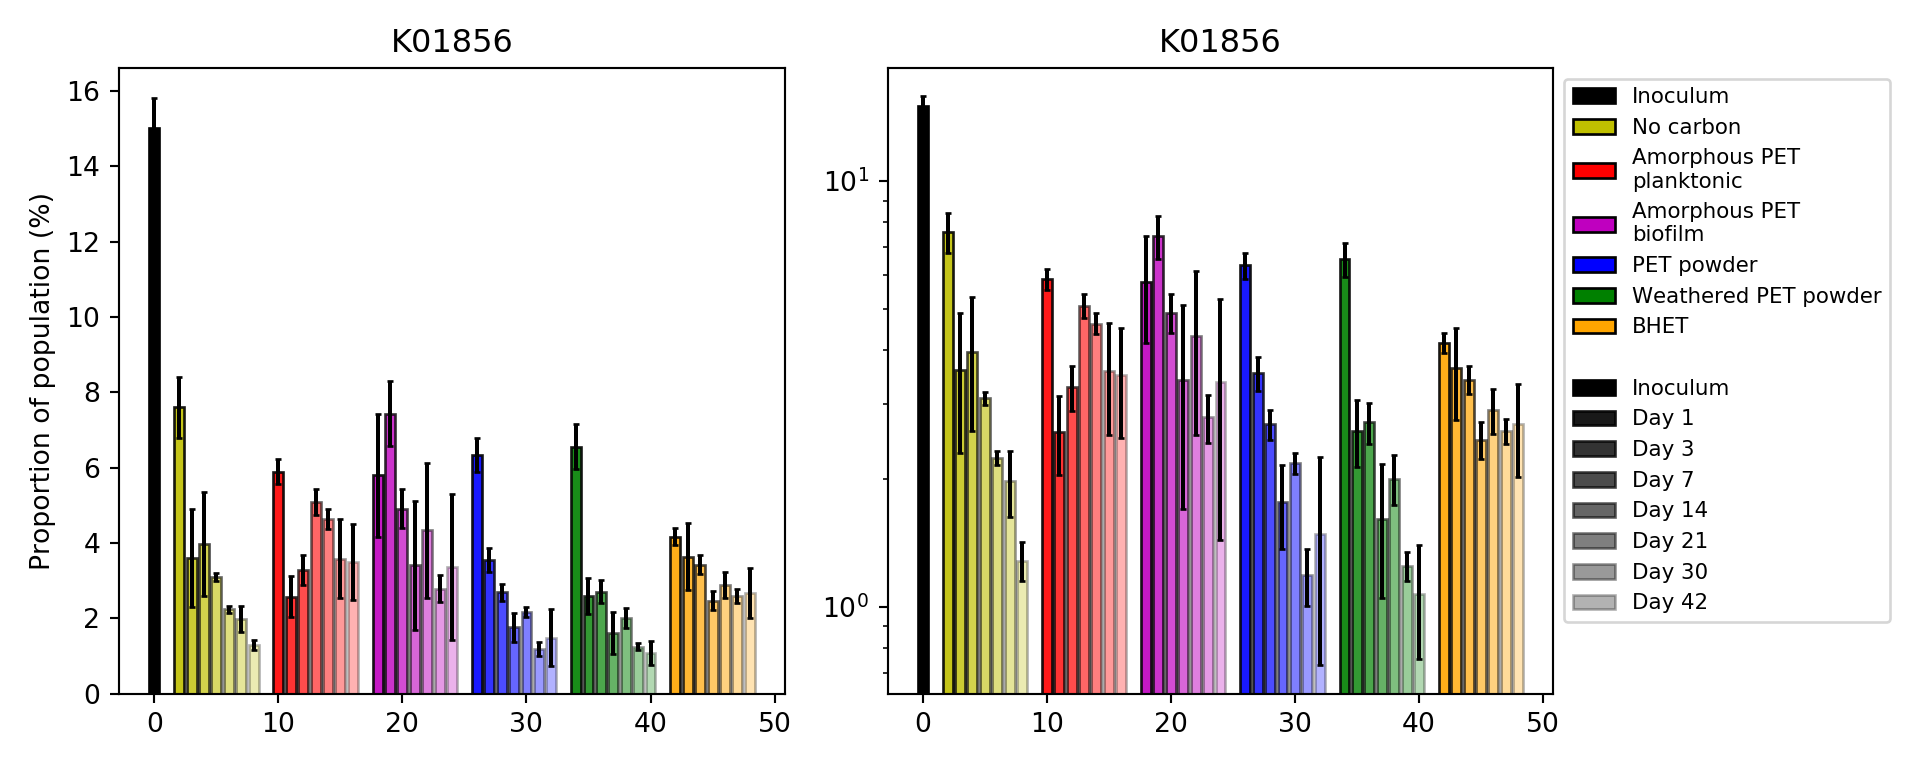 K01856
Proportion of population (%)
16
14
12
10
8
6
4
2
0
0 10 20 30 40 50
K01856
10¹
10⁰
0 10 20 30 40 50
Inoculum
No carbon
Amorphous PET
planktonic
Amorphous PET
biofilm
PET powder
Weathered PET powder
BHET
Inoculum
Day 1
Day 3
Day 7
Day 14
Day 21
Day 30
Day 42